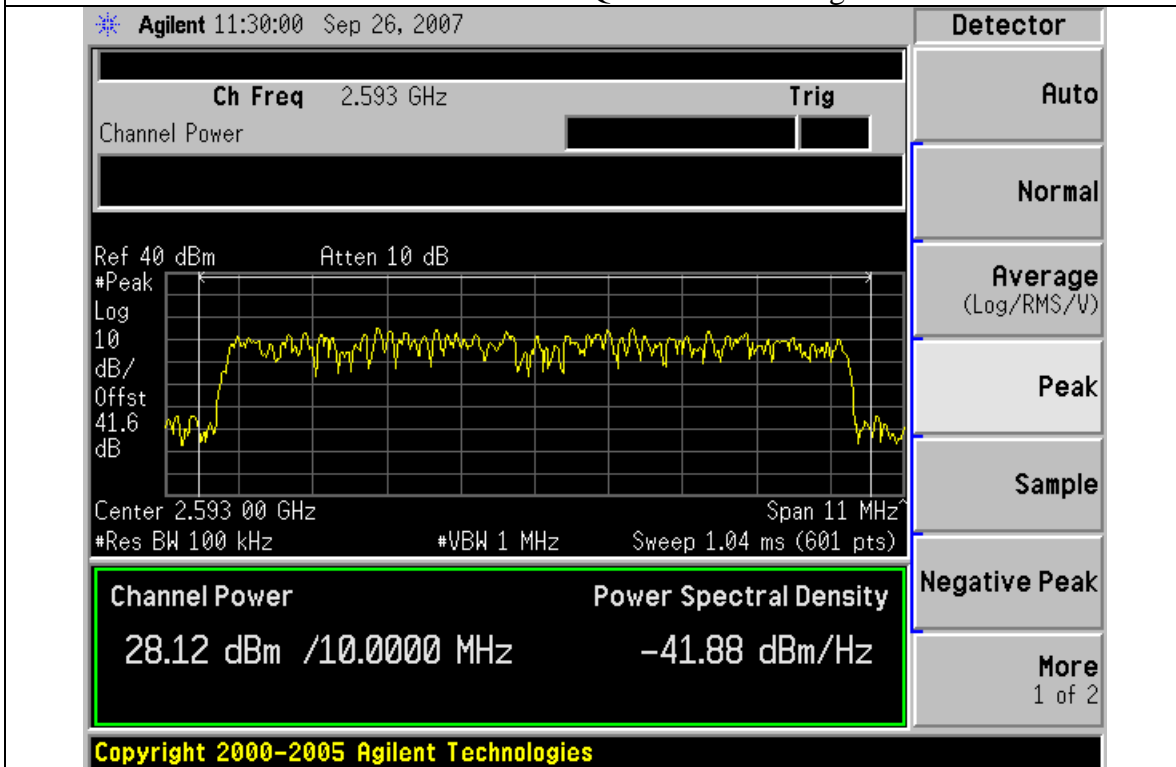 Agilent 11:30:00 Sep 26, 2007
Detector
Ch Freq 2.593 GHz Trig
Channel Power
Auto
Normal
Average
(Log/RMS/V)
Peak
Sample
Negative Peak
More
1 of 2
Ref 40 dBm Atten 10 dB
#Peak
Log
10
dB/
Offst
41.6
dB
Center 2.593 00 GHz Span 11 MHz^
#Res BW 100 kHz #VBW 1 MHz Sweep 1.04 ms (601 pts)
Channel Power Power Spectral Density
28.12 dBm /10.0000 MHz -41.88 dBm/Hz
Copyright 2000-2005 Agilent Technologies